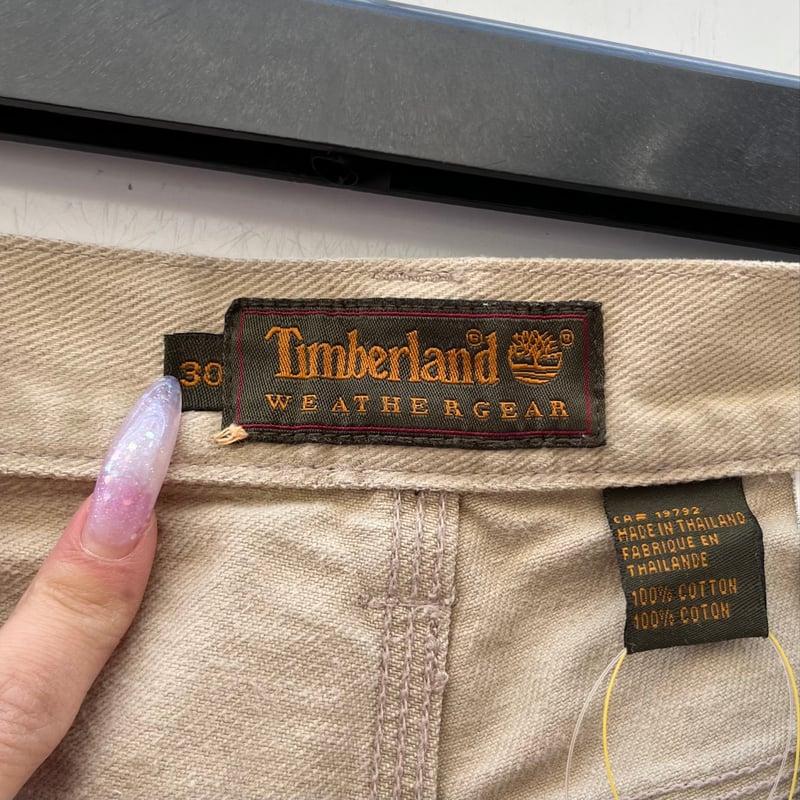 30
Timberland ® ®
WEATHERGEAR
CA# 19792
MADE IN THAILAND
FABRIQUE EN
THAILANDE
100% COTTON
100% COTON